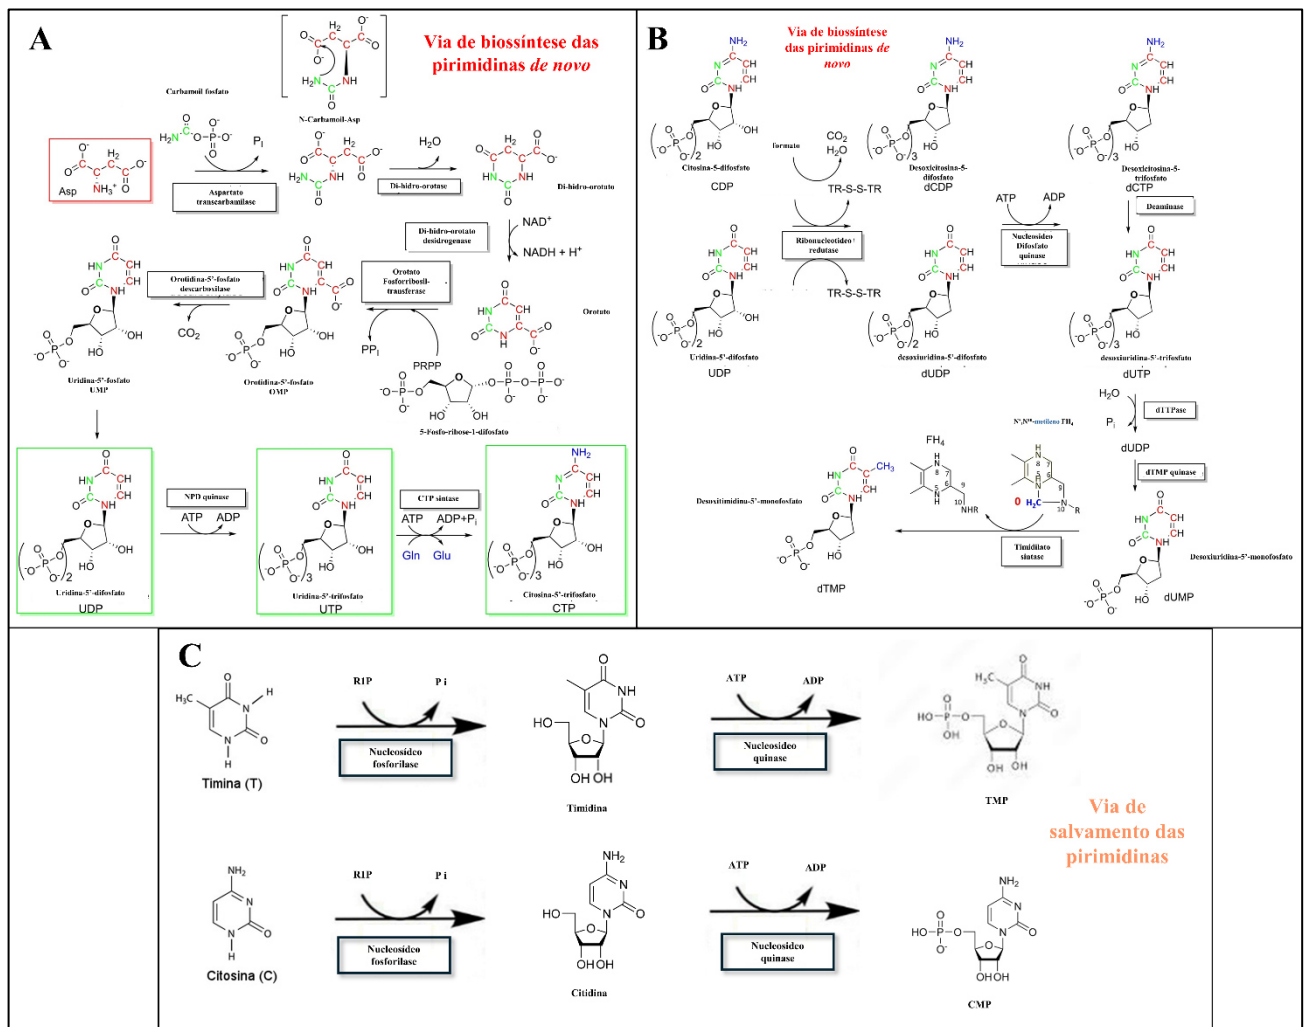 A
Via de biossíntese das
pirimidinas de novo
N-Carbamoil-Asp
Carbamoil fosfato
Pi
H2O
Asp
Aspartato
transcarbamilase
Di-hidro-orotase
Di-hidro-orotato
Di-hidro-orotato
desidrogenase
NAD+
NADH + H+
Orotidina-5'-fosfato
descarboxilase
CO2
Orotato
Fosforribosil-
transferase
PPI
PRPP
Orotato
Uridina-5'-fosfato
UMP
Orotidina-5'-fosfato
OMP
5-Fosfo-ribose-1-difosfato
NPD quinase
ATP
ADP
CTP sintase
ATP
ADP+Pi
Gln
Glu
Uridina-5'-difosfato
UDP
Uridina-5'-trifosfato
UTP
Citosina-5'-trifosfato
CTP
B
Via de biossíntese
das pirimidinas de
novo
Citosina-5-difosfato
CDP
formato
CO2
H2O
TR-S-S-TR
Ribonucleotídeo
redutase
TR-S-S-TR
Desoxicitosina-5-
difosfato
dCDP
ATP
ADP
Nucleosídeo
Difosfato
quinase
Desoxicitosina-5-
trifosfato
dCTP
Deaminase
Uridina-5'-difosfato
UDP
desoxiuridina-5'-difosfato
dUDP
desoxiuridina-5'-trifosfato
dUTP
H2O
Pi
dTTPase
dUDP
dTMP quinase
N5,N10-metileno FH4
FH4
Desoxitimidina-5'-monofosfato
dTMP
Timidilato
sintase
Desoxiuridina-5'-monofosfato
dUMP
C
Timina (T)
R1P
Pi
Nucleosídeo
fosforilase
Timidina
ATP
ADP
Nucleosídeo
quinase
TMP
Via de
salvamento das
pirimidinas
Citosina (C)
R1P
Pi
Nucleosídeo
fosforilase
Citidina
ATP
ADP
Nucleosídeo
quinase
CMP